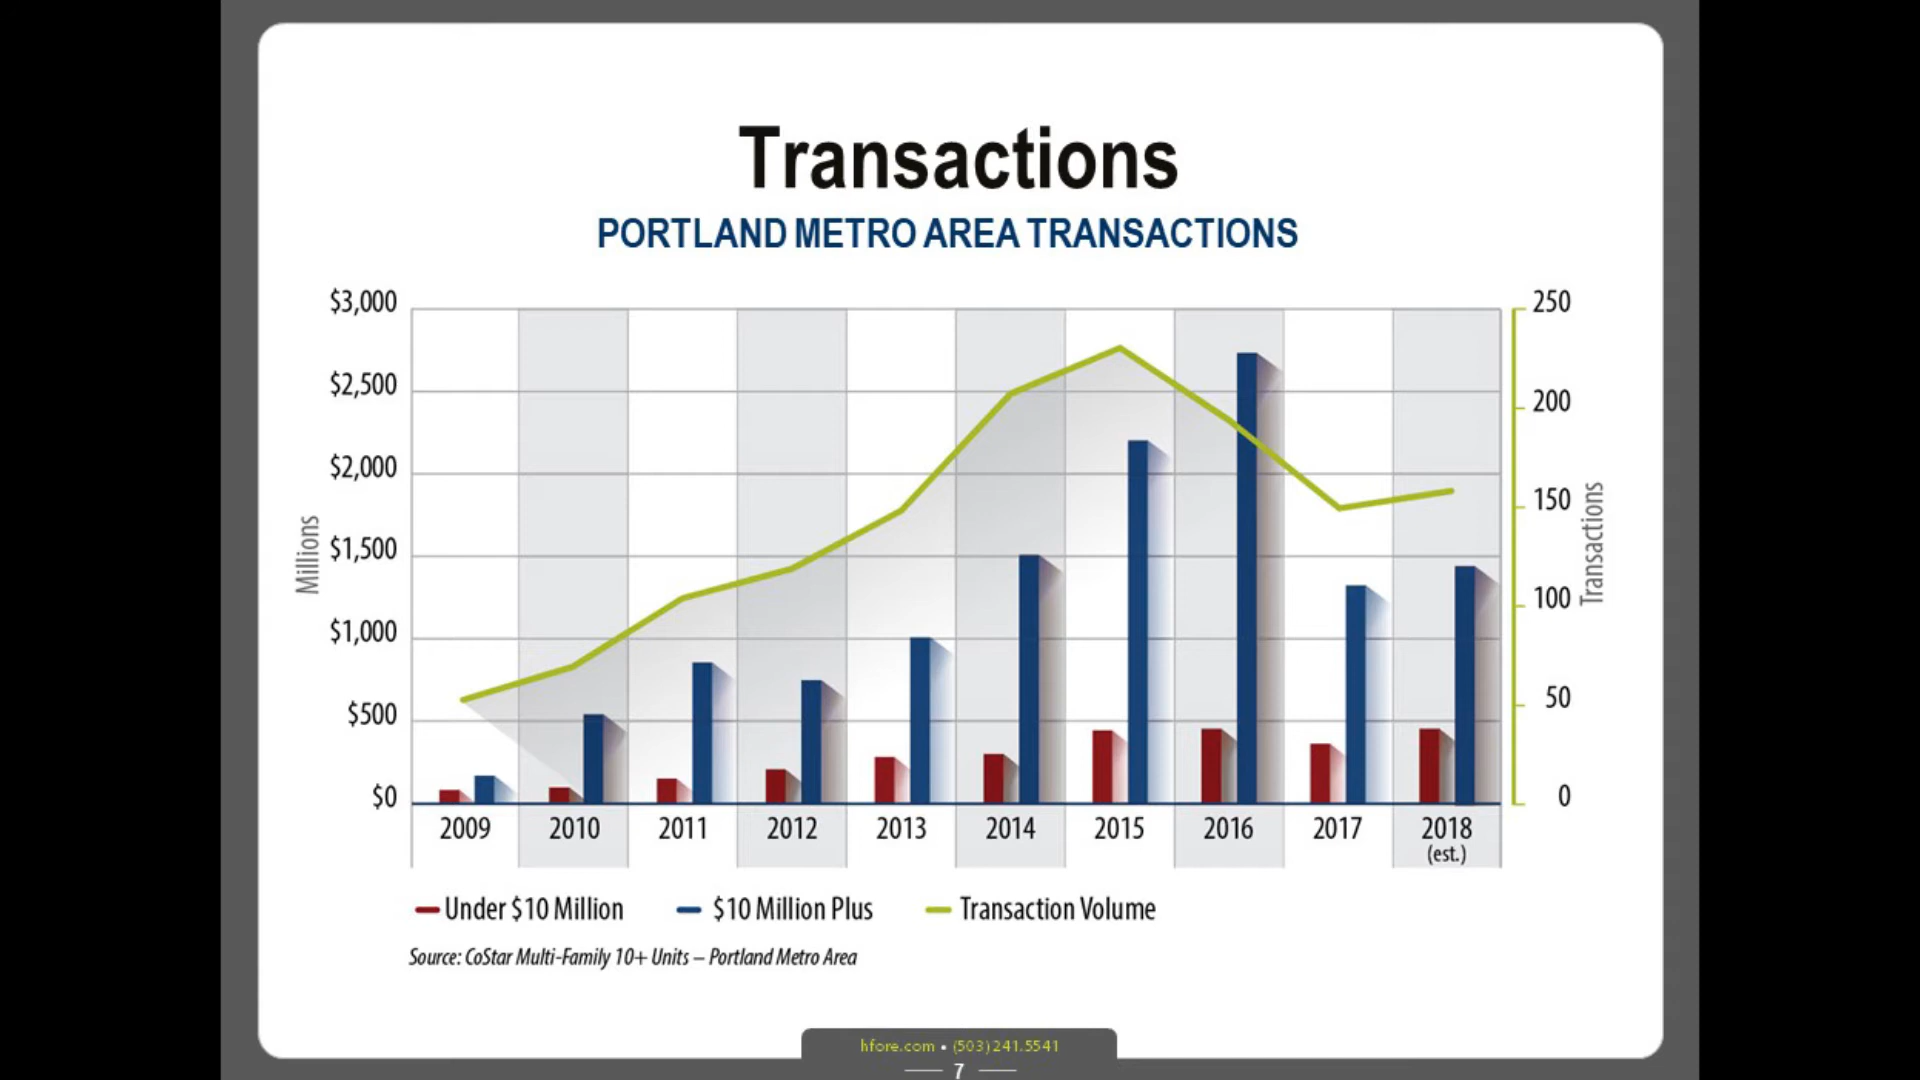 Transactions
PORTLAND METRO AREA TRANSACTIONS
$3,000
$2,500
$2,000
$1,500
$1,000
$500
$0
Millions
250
200
150
100
50
0
Transactions
2009 2010 2011 2012 2013 2014 2015 2016 2017 2018
(est.)
Under $10 Million $10 Million Plus Transaction Volume
Source: CoStar Multi-Family 10+ Units – Portland Metro Area
hfore.com • (503)241.5541
7